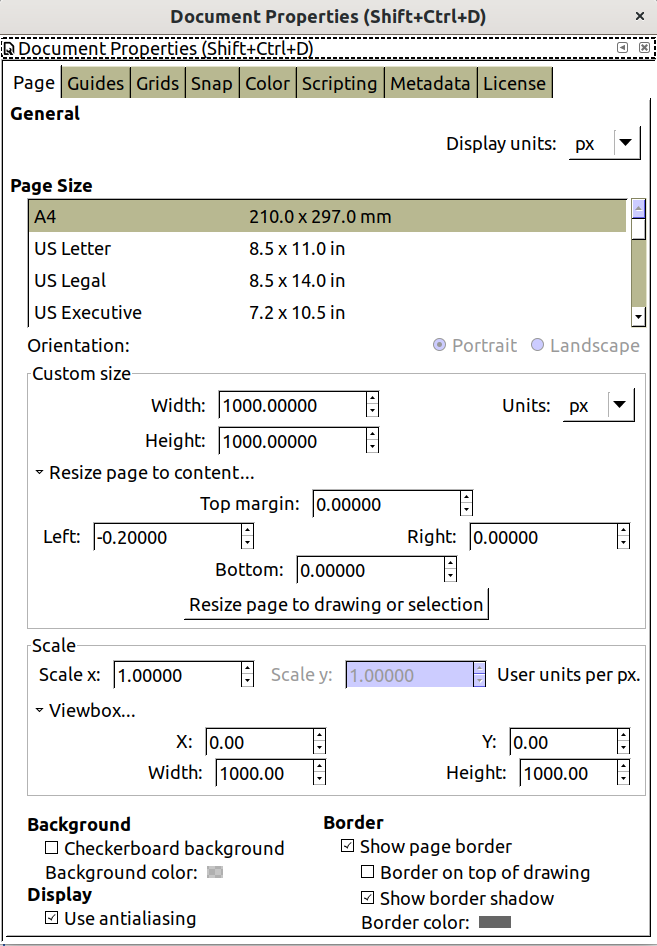 Document Properties (Shift+Ctrl+D)
Document Properties (Shift+Ctrl+D)
Page Guides Grids Snap Color Scripting Metadata License
General
Display units: px
Page Size
A4 210.0 x 297.0 mm
US Letter 8.5 x 11.0 in
US Legal 8.5 x 14.0 in
US Executive 7.2 x 10.5 in
Orientation: Portrait Landscape
Custom size
Width: 1000.00000 Units: px
Height: 1000.00000
Resize page to content...
Top margin: 0.00000
Left: -0.20000 Right: 0.00000
Bottom: 0.00000
Resize page to drawing or selection
Scale
Scale x: 1.00000 Scale y: 1.00000 User units per px.
Viewbox...
X: 0.00 Y: 0.00
Width: 1000.00 Height: 1000.00
Background
Checkerboard background
Background color:
Display
Use antialiasing
Border
Show page border
Border on top of drawing
Show border shadow
Border color: